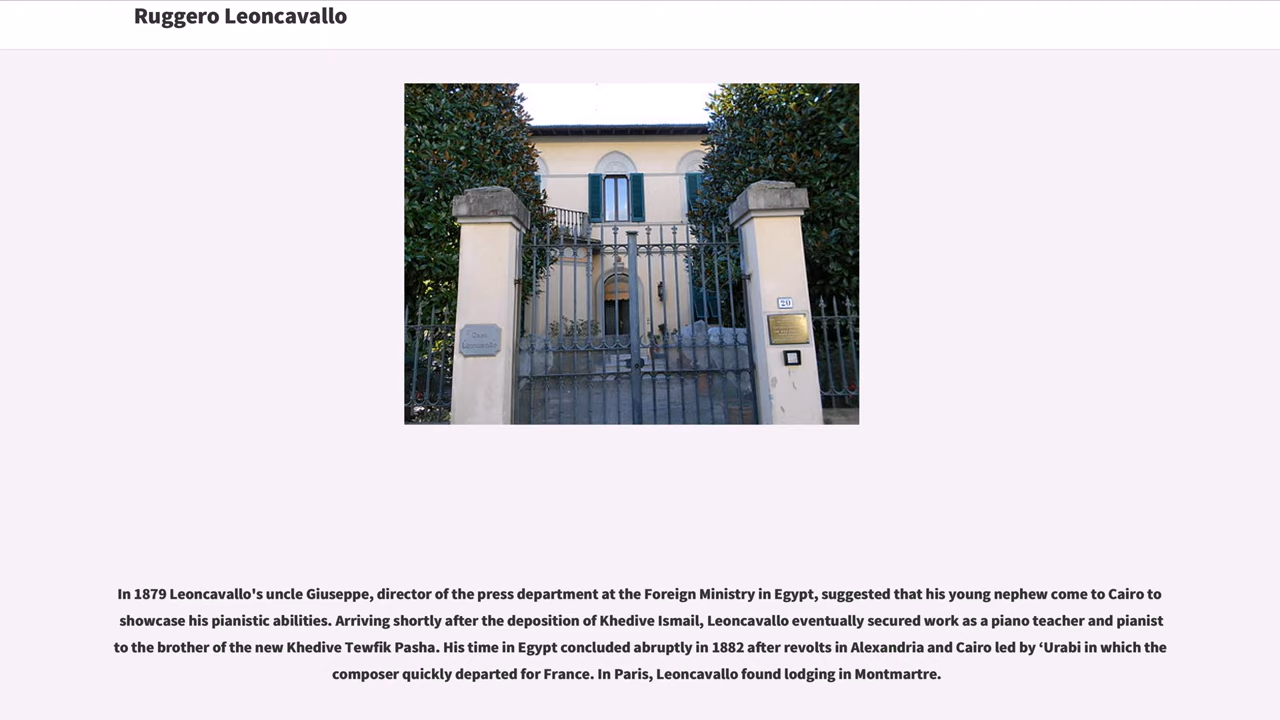 Ruggero Leoncavallo
Casa
Leoncavallo
20
In 1879 Leoncavallo's uncle Giuseppe, director of the press department at the Foreign Ministry in Egypt, suggested that his young nephew come to Cairo to
showcase his pianistic abilities. Arriving shortly after the deposition of Khedive Ismail, Leoncavallo eventually secured work as a piano teacher and pianist
to the brother of the new Khedive Tewfik Pasha. His time in Egypt concluded abruptly in 1882 after revolts in Alexandria and Cairo led by ‘Urabi in which the
composer quickly departed for France. In Paris, Leoncavallo found lodging in Montmartre.